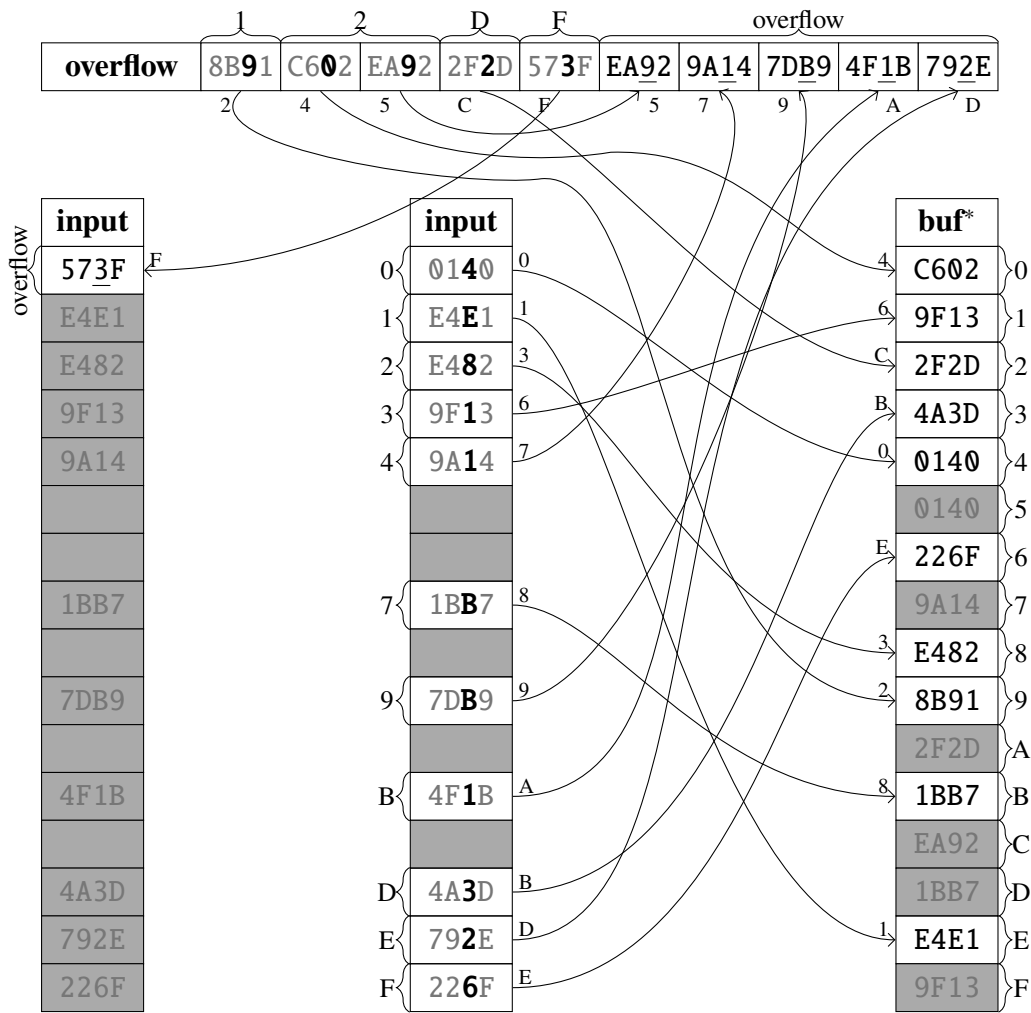 1 2 D F overflow
overflow 8B91 C602 EA92 2F2D 573F EA92 9A14 7DB9 4F1B 792E
2 4 5 C F 5 7 9 A D
input input buf*
overflow 573F F 0 0140 0 4 C602 0
E4E1 1 E4E1 1 6 9F13 1
E482 2 E482 3 C 2F2D 2
9F13 3 9F13 6 B 4A3D 3
9A14 4 9A14 7 0 0140 4
0140 5
E 226F 6
1BB7 7 1BB7 8 9A14 7
3 E482 8
7DB9 9 7DB9 9 2 8B91 9
2F2D A
4F1B B 4F1B A 8 1BB7 B
EA92 C
4A3D D 4A3D B 1BB7 D
792E E 792E D 1 E4E1 E
226F F 226F E 9F13 F